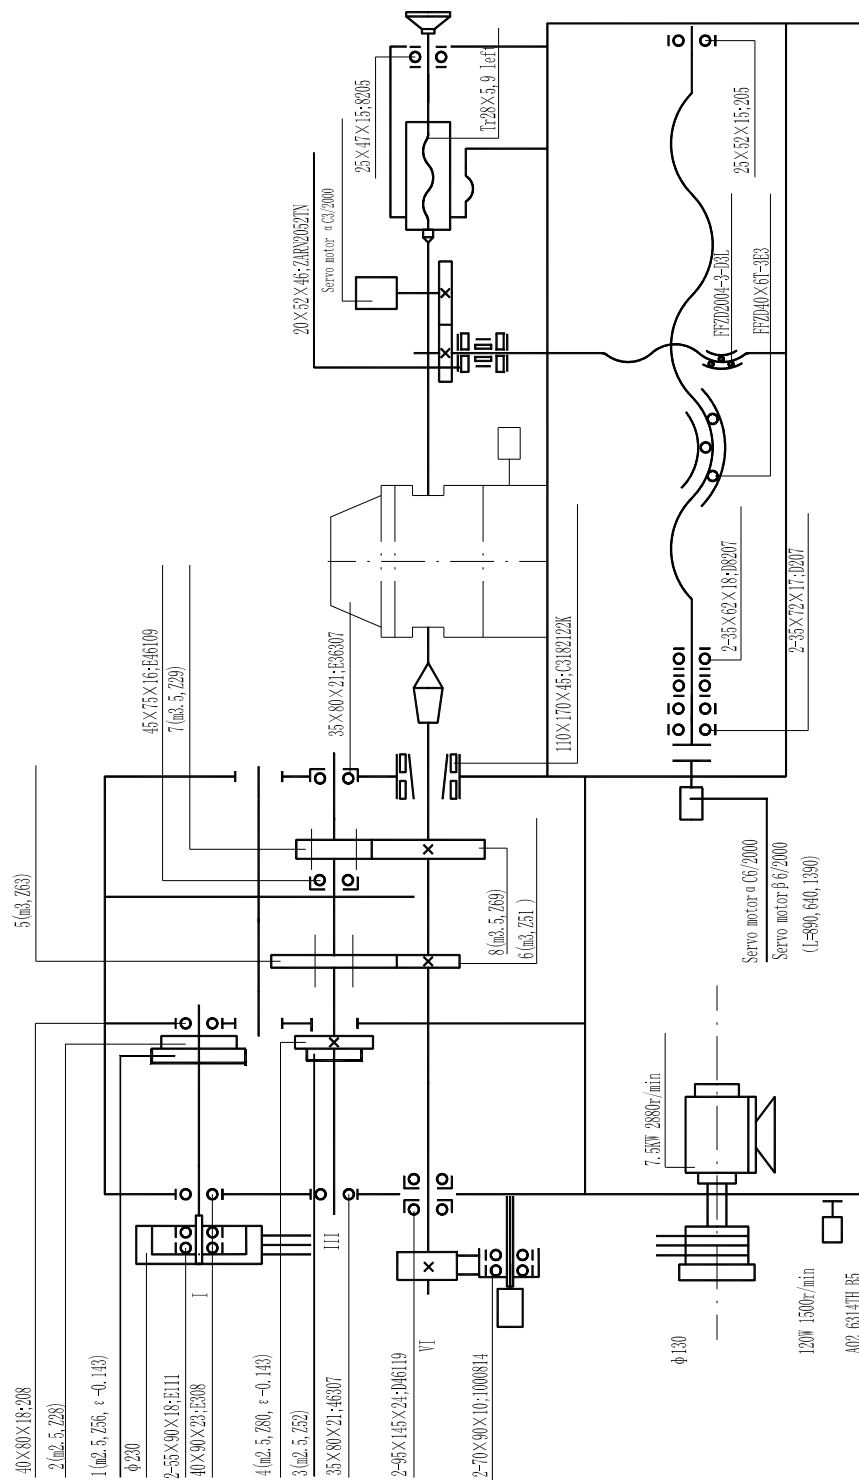 25×47×15;8205
Tr28×5,9 left
20×52×46;ZARN2052TN
Servo motor αC3/2000
25×52×15;205
FFZD2004-3-D3L
FFZD40×6T-3E3
45×75×16;E46109
7(m3.5,Z29)
35×80×21;E36307
110×170×45;C3182122K
2-35×62×18;D8207
2-35×72×17;D207
5(m3,Z63)
8(m3.5,Z69)
6(m3,Z51 )
Servo motor αC6/2000
Servo motor β6/2000
(L=890,640,1390)
7.5KW 2880r/min
I
III
VI
40×80×18;208
2(m2.5,Z28)
1(m2.5,Z56, ε-0.143)
ϕ230
2-55×90×18;E111
40×90×23;E308
4(m2.5,Z80, ε-0.143)
3(m2.5,Z52)
35×80×21;46307
2-95×145×24;D46119
2-70×90×10;1000814
ϕ130
120W 1500r/min
A02 6314TH B5